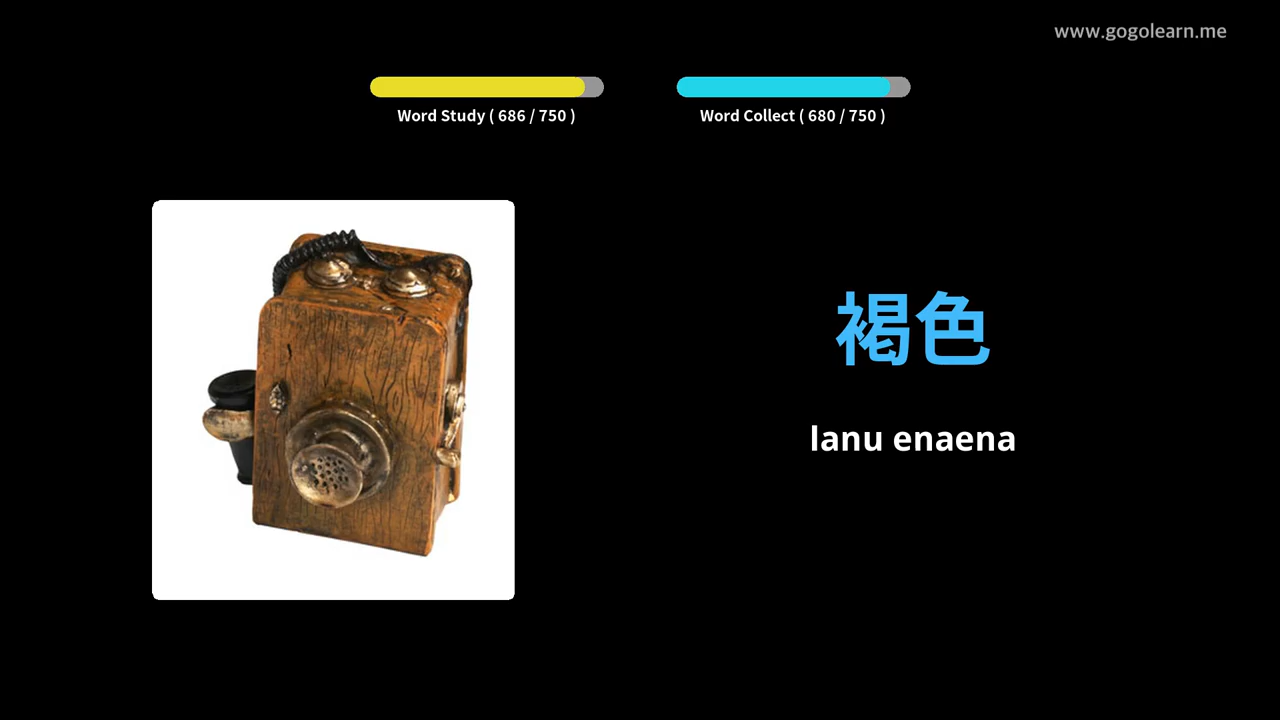 www.gogolearn.me
Word Study ( 686 / 750 )
Word Collect ( 680 / 750 )
褐色
lanu enaena